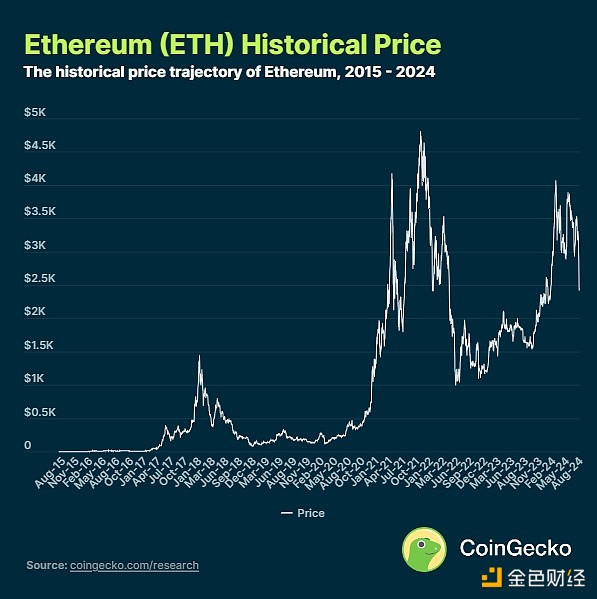 Ethereum (ETH) Historical Price
The historical price trajectory of Ethereum, 2015 - 2024
$5K
$4.5K
$4K
$3.5K
$3K
$2.5K
$2K
$1.5K
$1K
$0.5K
0
Aug-15
Nov-15
Feb-16
May-16
Aug-16
Oct-16
Jan-17
Apr-17
Jul-17
Oct-17
Jan-18
Mar-18
Jun-18
Sep-18
Dec-18
Mar-19
Jun-19
Aug-19
Nov-19
Feb-20
May-20
Aug-20
Oct-20
Jan-21
Apr-21
Jul-21
Oct-21
Jan-22
Mar-22
Jun-22
Sep-22
Dec-22
Mar-23
Jun-23
Aug-23
Nov-23
Feb-24
May-24
Aug-24
Price
CoinGecko
Source: coingecko.com/research
金色财经